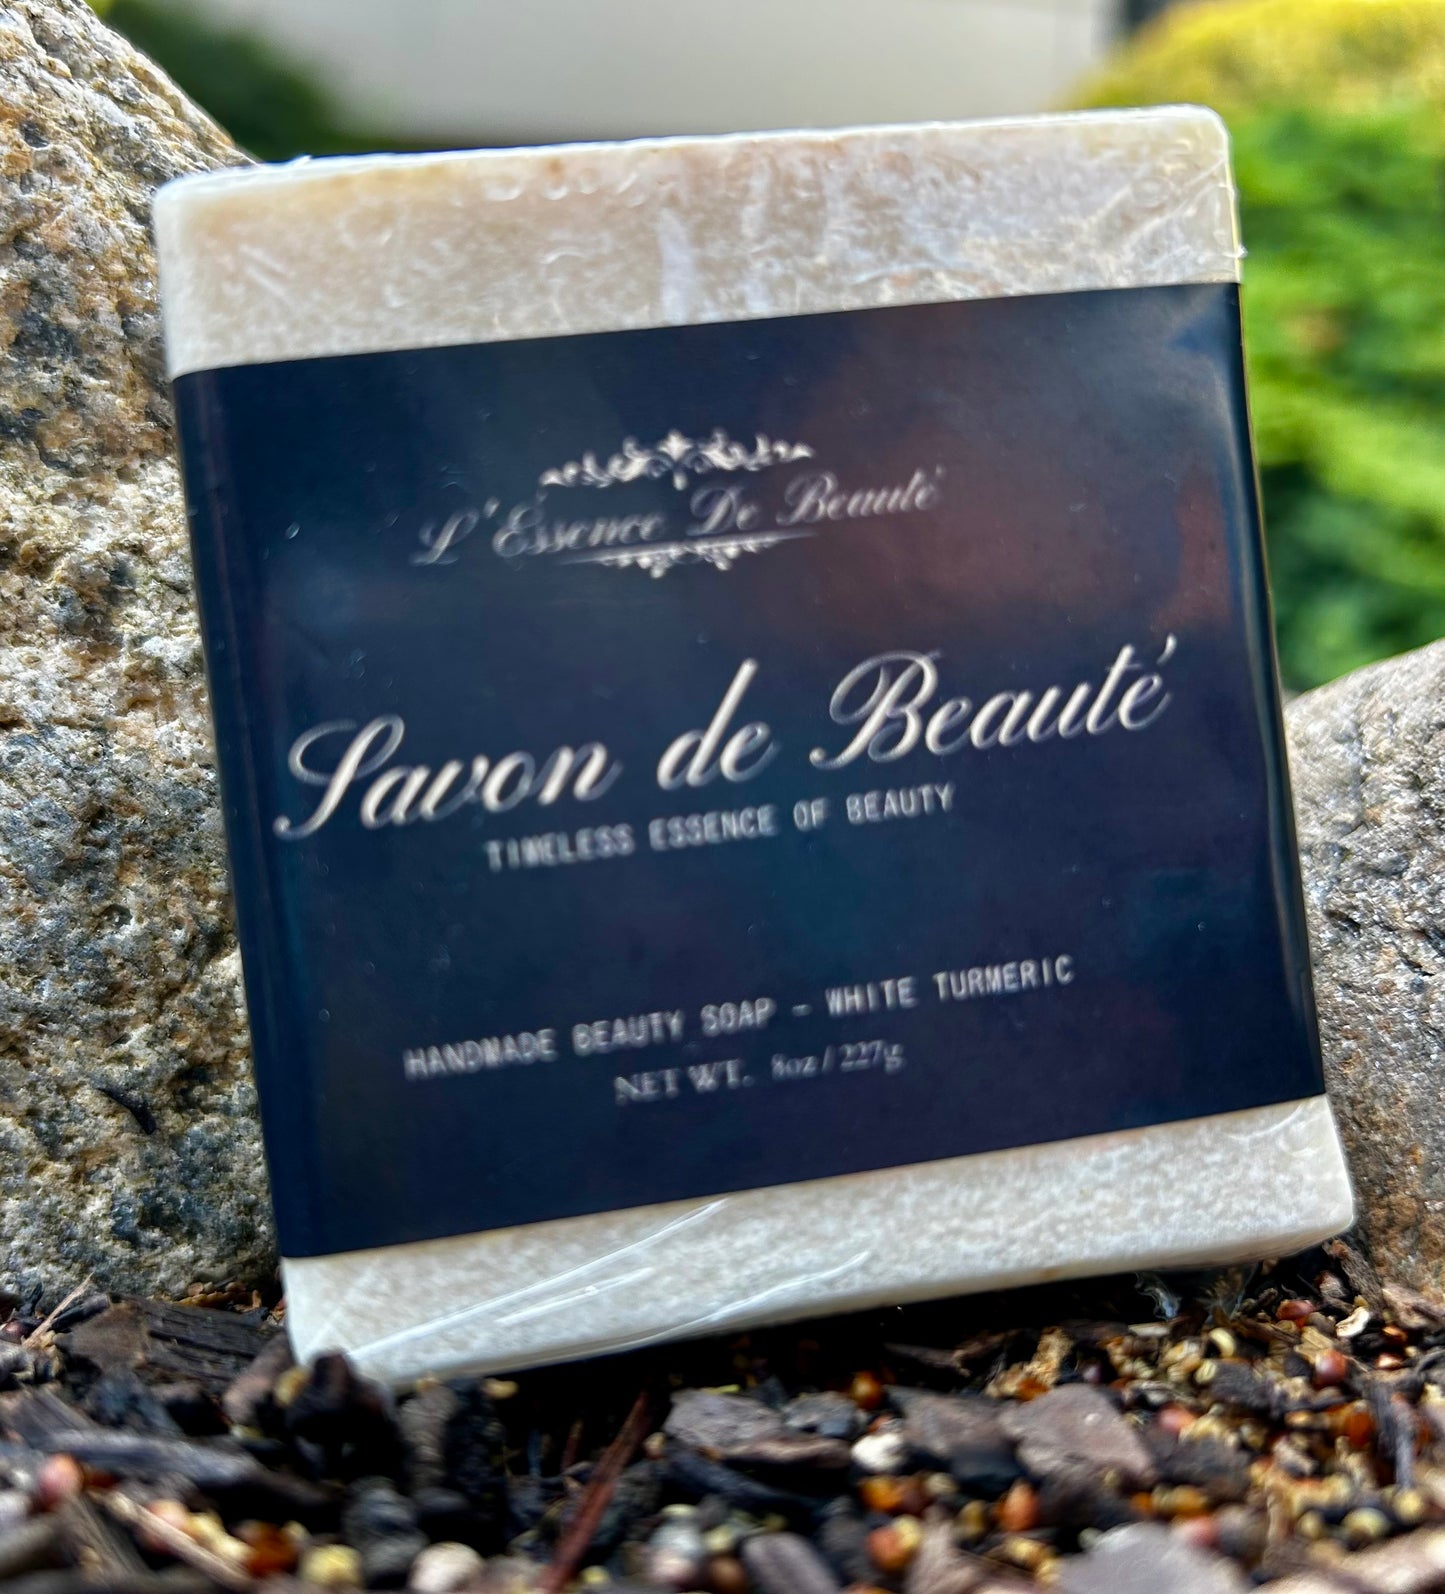 L'Essence De Beauté
Savon de Beauté
TIMELESS ESSENCE OF BEAUTY
HANDMADE BEAUTY SOAP - WHITE TURMERIC
NET WT. 8oz / 227g